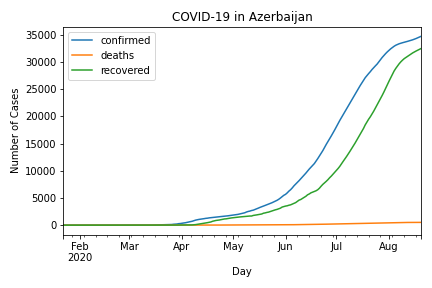 COVID-19 in Azerbaijan
confirmed
deaths
recovered
Number of Cases
35000
30000
25000
20000
15000
10000
5000
0
Feb Mar Apr May Jun Jul Aug
2020
Day